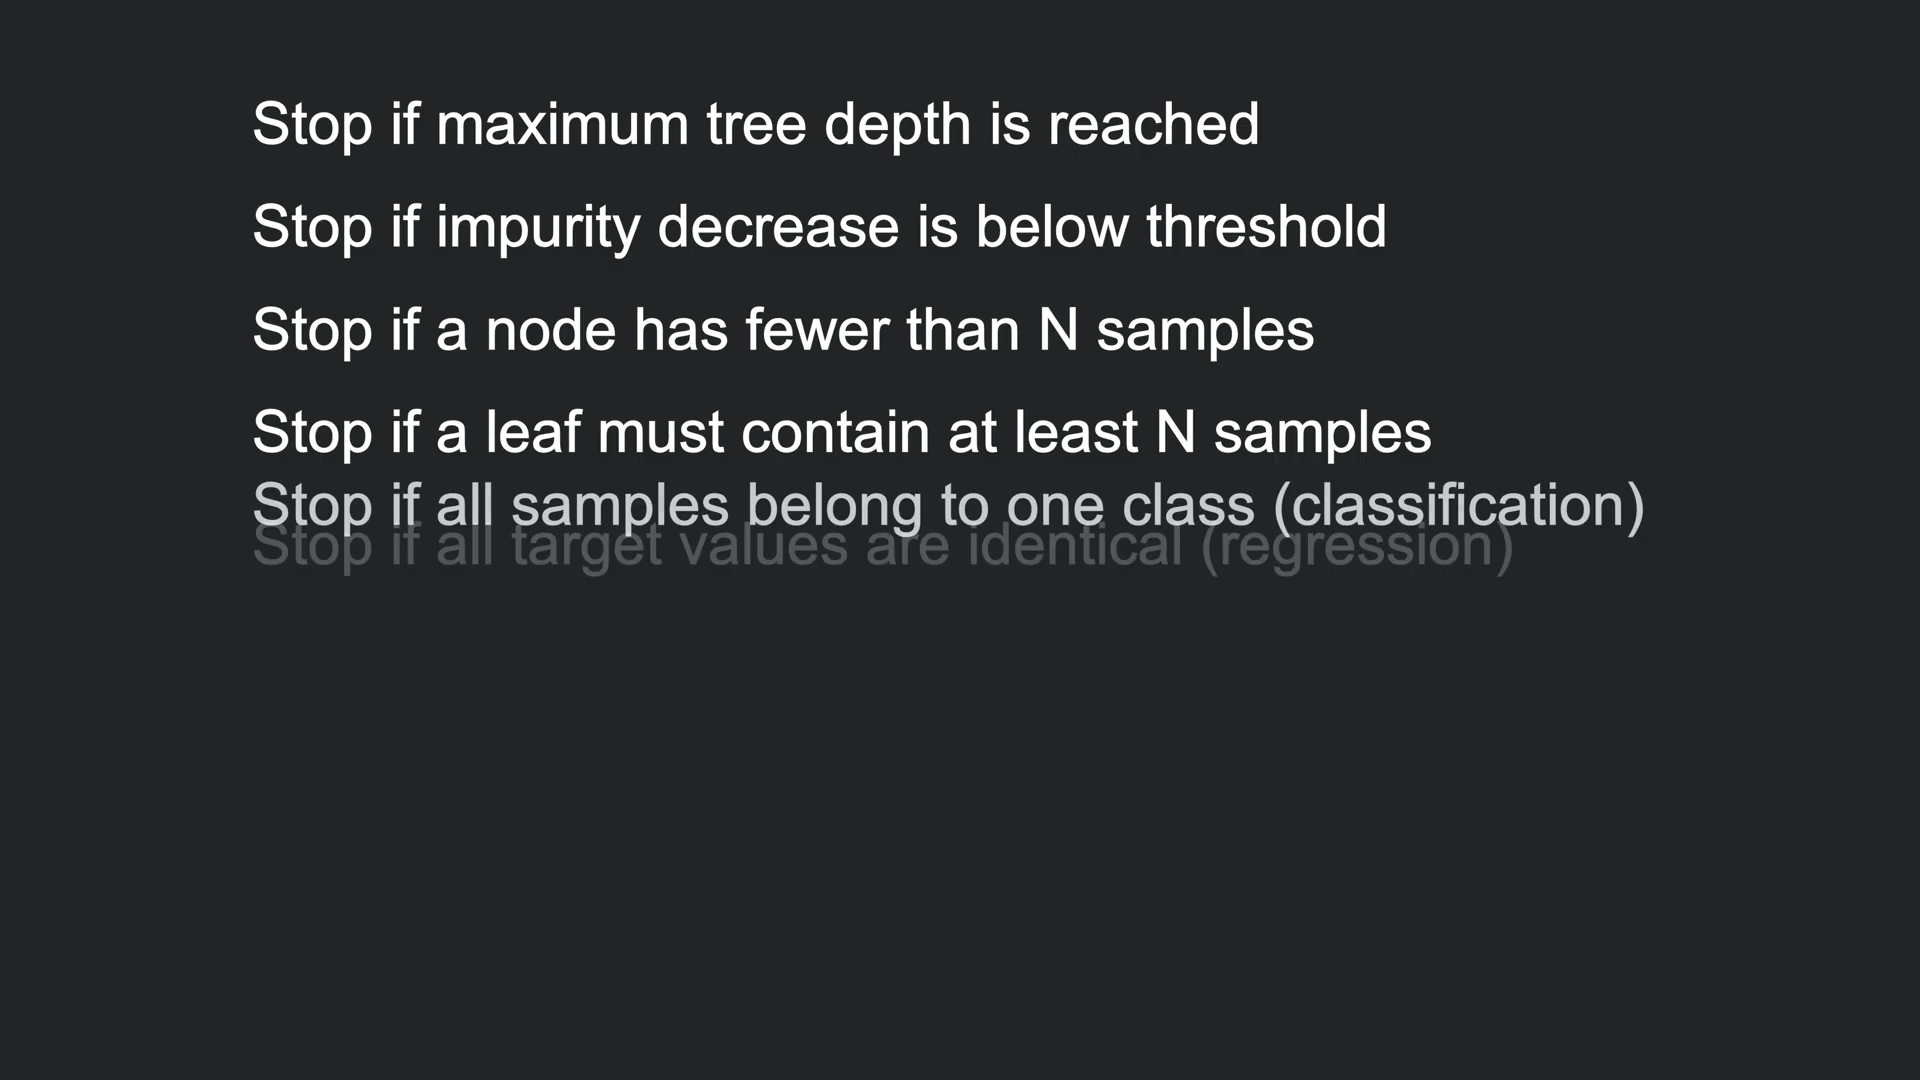 Stop if maximum tree depth is reached
Stop if impurity decrease is below threshold
Stop if a node has fewer than N samples
Stop if a leaf must contain at least N samples
Stop if all samples belong to one class (classification)
Stop if all target values are identical (regression)